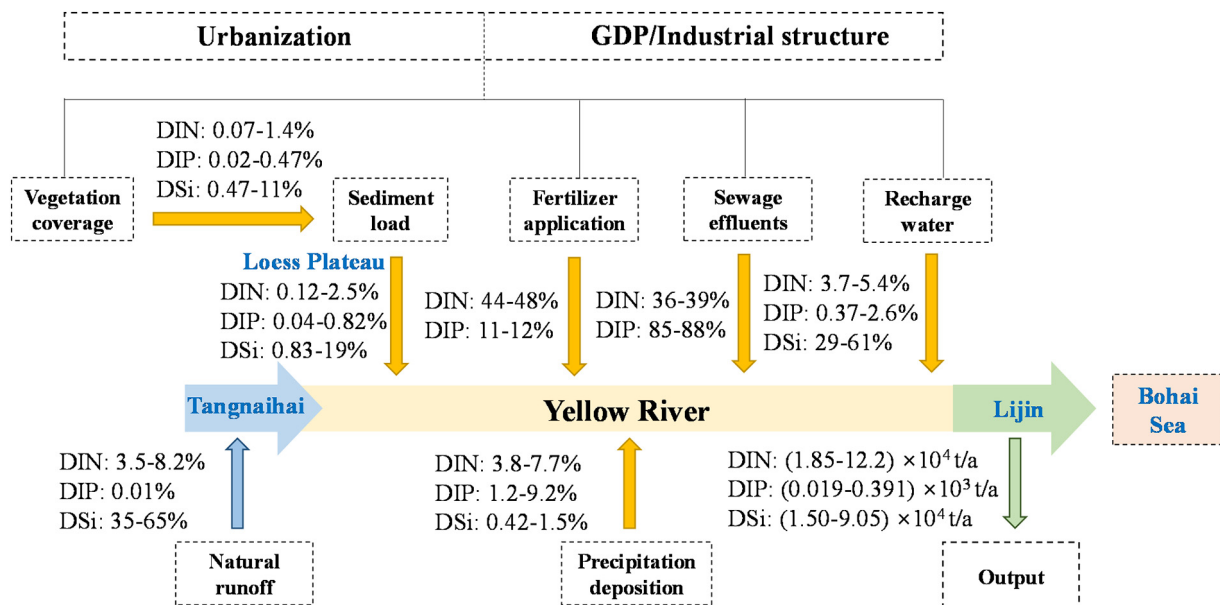 Urbanization
GDP/Industrial structure
DIN: 0.07-1.4%
DIP: 0.02-0.47%
DSi: 0.47-11%
Vegetation
coverage
Sediment
load
Fertilizer
application
Sewage
effluents
Recharge
water
Loess Plateau
DIN: 0.12-2.5%
DIP: 0.04-0.82%
DSi: 0.83-19%
DIN: 44-48%
DIP: 11-12%
DIN: 36-39%
DIP: 85-88%
DIN: 3.7-5.4%
DIP: 0.37-2.6%
DSi: 29-61%
Tangnaihai
Yellow River
Lijin
Bohai
Sea
DIN: 3.5-8.2%
DIP: 0.01%
DSi: 35-65%
DIN: 3.8-7.7%
DIP: 1.2-9.2%
DSi: 0.42-1.5%
DIN: (1.85-12.2) ×10⁴ t/a
DIP: (0.019-0.391) ×10³ t/a
DSi: (1.50-9.05) ×10⁴ t/a
Natural
runoff
Precipitation
deposition
Output